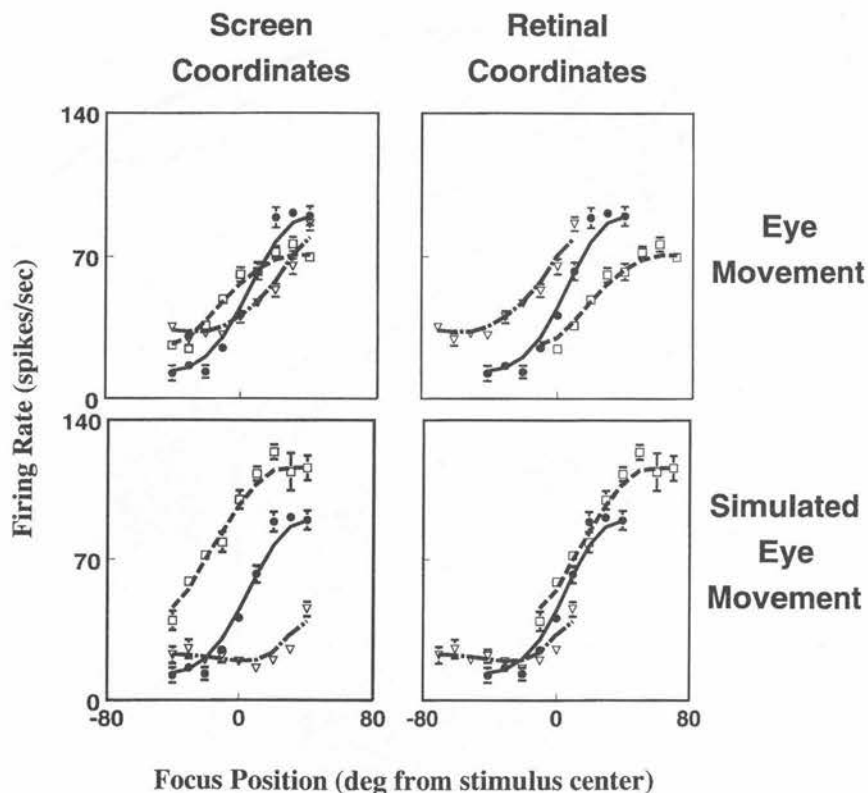 Screen
Coordinates
Retinal
Coordinates
140
70
0
Eye
Movement
140
70
0
-80
0
80
-80
0
80
Simulated
Eye
Movement
Firing Rate (spikes/sec)
Focus Position (deg from stimulus center)